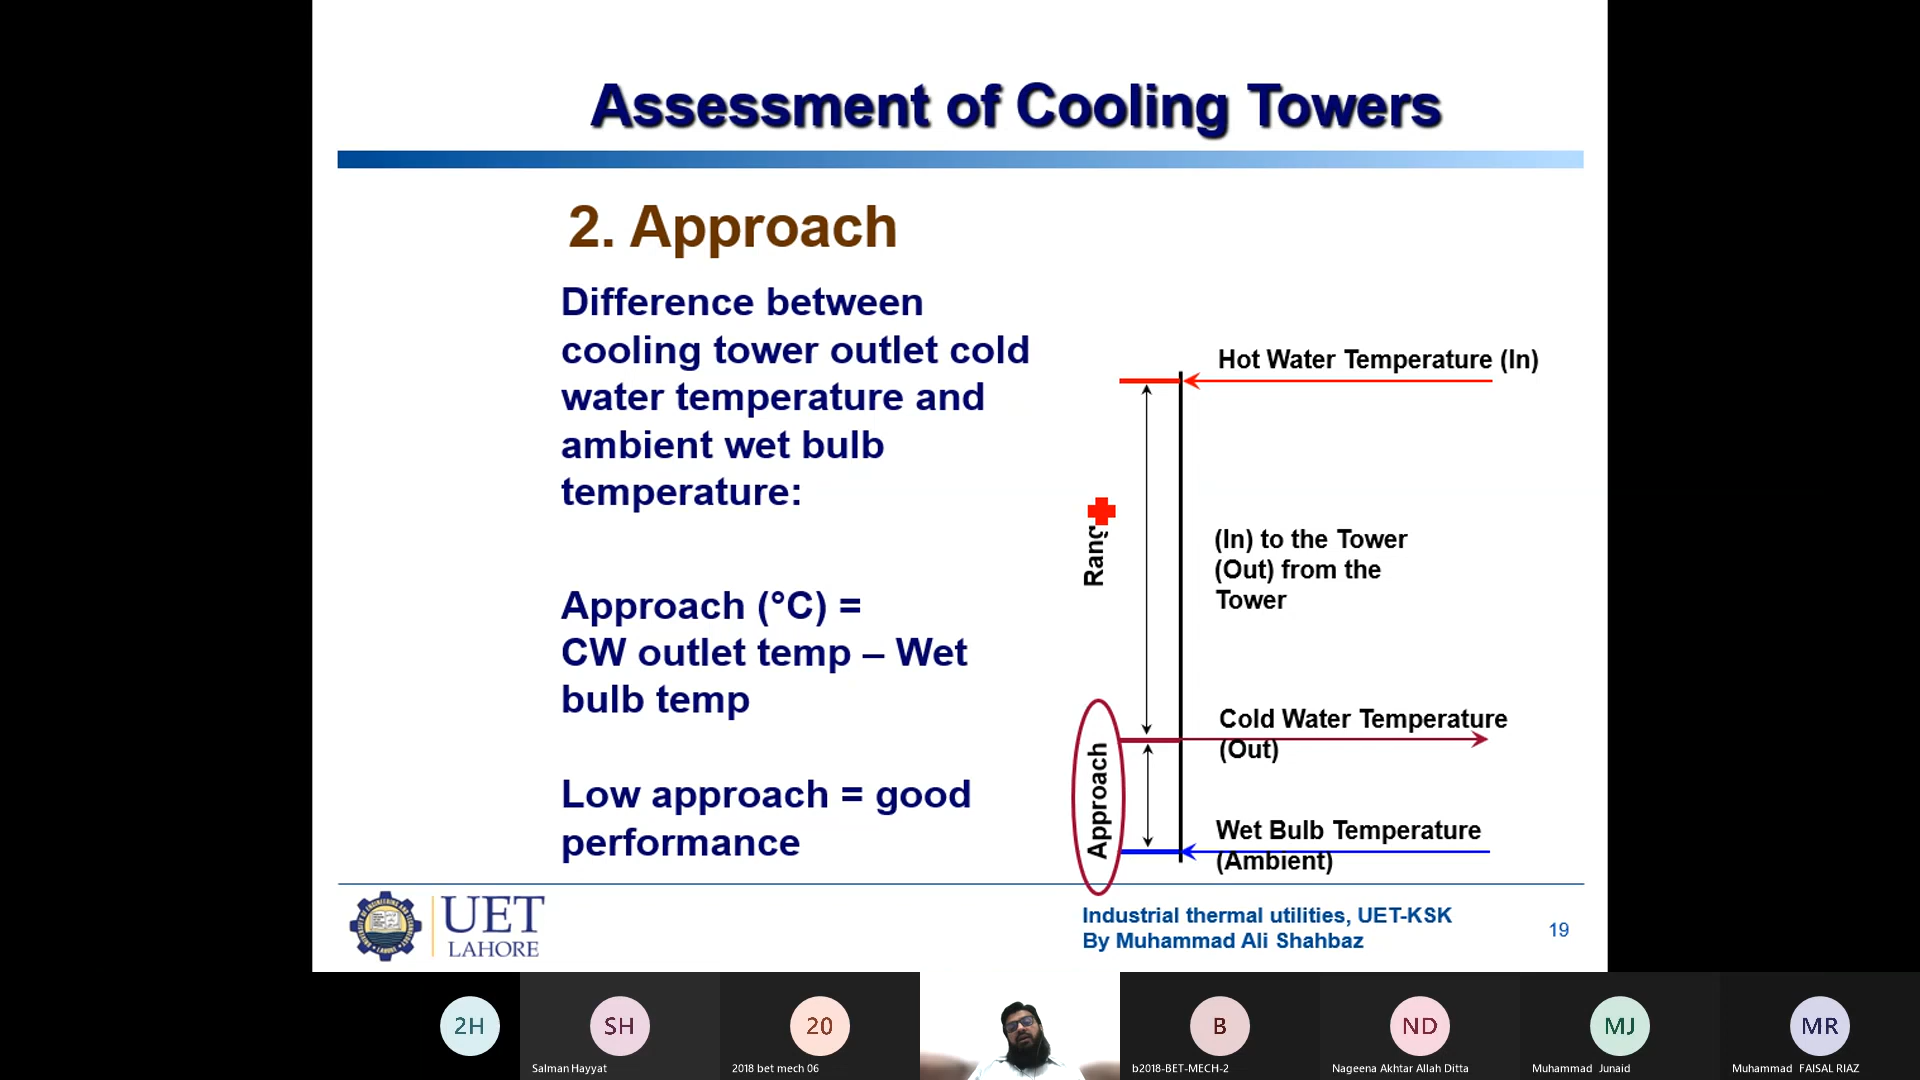 Assessment of Cooling Towers
2. Approach
Difference between
cooling tower outlet cold
water temperature and
ambient wet bulb
temperature:
Approach (°C) =
CW outlet temp – Wet
bulb temp
Low approach = good
performance
Hot Water Temperature (In)
Rang
(In) to the Tower
(Out) from the
Tower
Cold Water Temperature
(Out)
Approach
Wet Bulb Temperature
(Ambient)
UET
LAHORE
Industrial thermal utilities, UET-KSK
By Muhammad Ali Shahbaz
19
2H
SH
20
B
ND
MJ
MR
Salman Hayyat
2018 bet mech 06
b2018-BET-MECH-2
Nageena Akhtar Allah Ditta
Muhammad Junaid
Muhammad FAISAL RIAZ